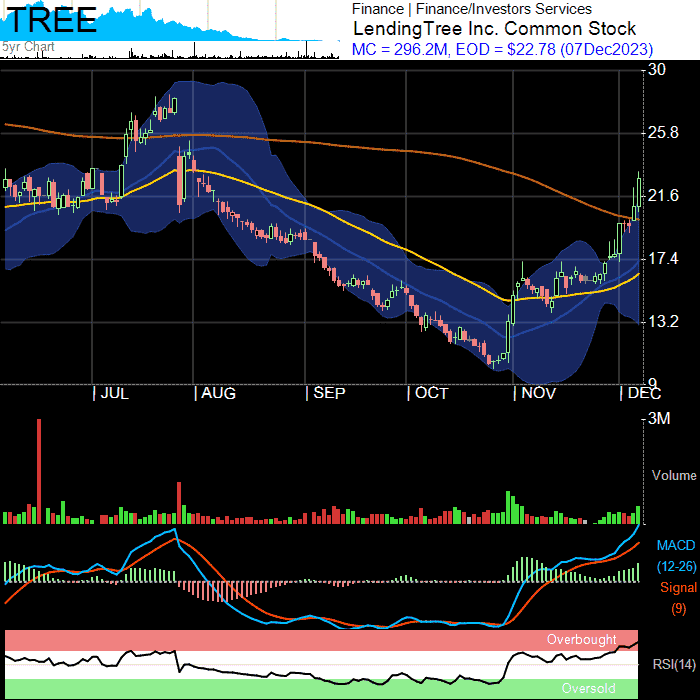 TREE
5yr Chart
Finance | Finance/Investors Services
LendingTree Inc. Common Stock
MC = 296.2M, EOD = $22.78 (07Dec2023)
30
25.8
21.6
17.4
13.2
9
JUL AUG SEP OCT NOV DEC
3M
Volume
MACD
(12-26)
Signal
(9)
Overbought
RSI(14)
Oversold